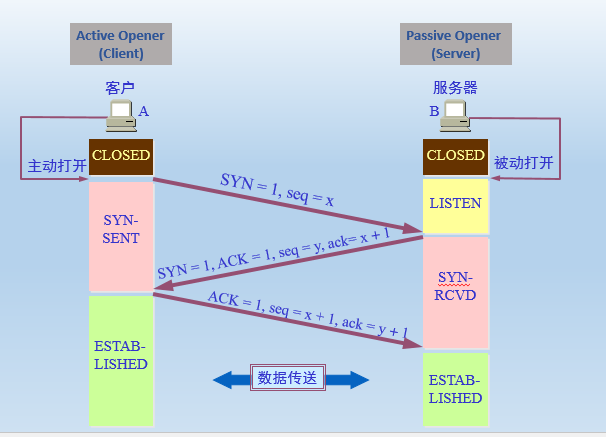 Active Opener
(Client)
Passive Opener
(Server)
客户
服务器
A
B
主动打开
CLOSED
CLOSED
被动打开
SYN = 1, seq = x
LISTEN
SYN-
SENT
SYN = 1, ACK = 1, seq = y, ack= x + 1
SYN-
RCVD
ACK = 1, seq = x + 1, ack = y + 1
ESTAB-
LISHED
数据传送
ESTAB-
LISHED